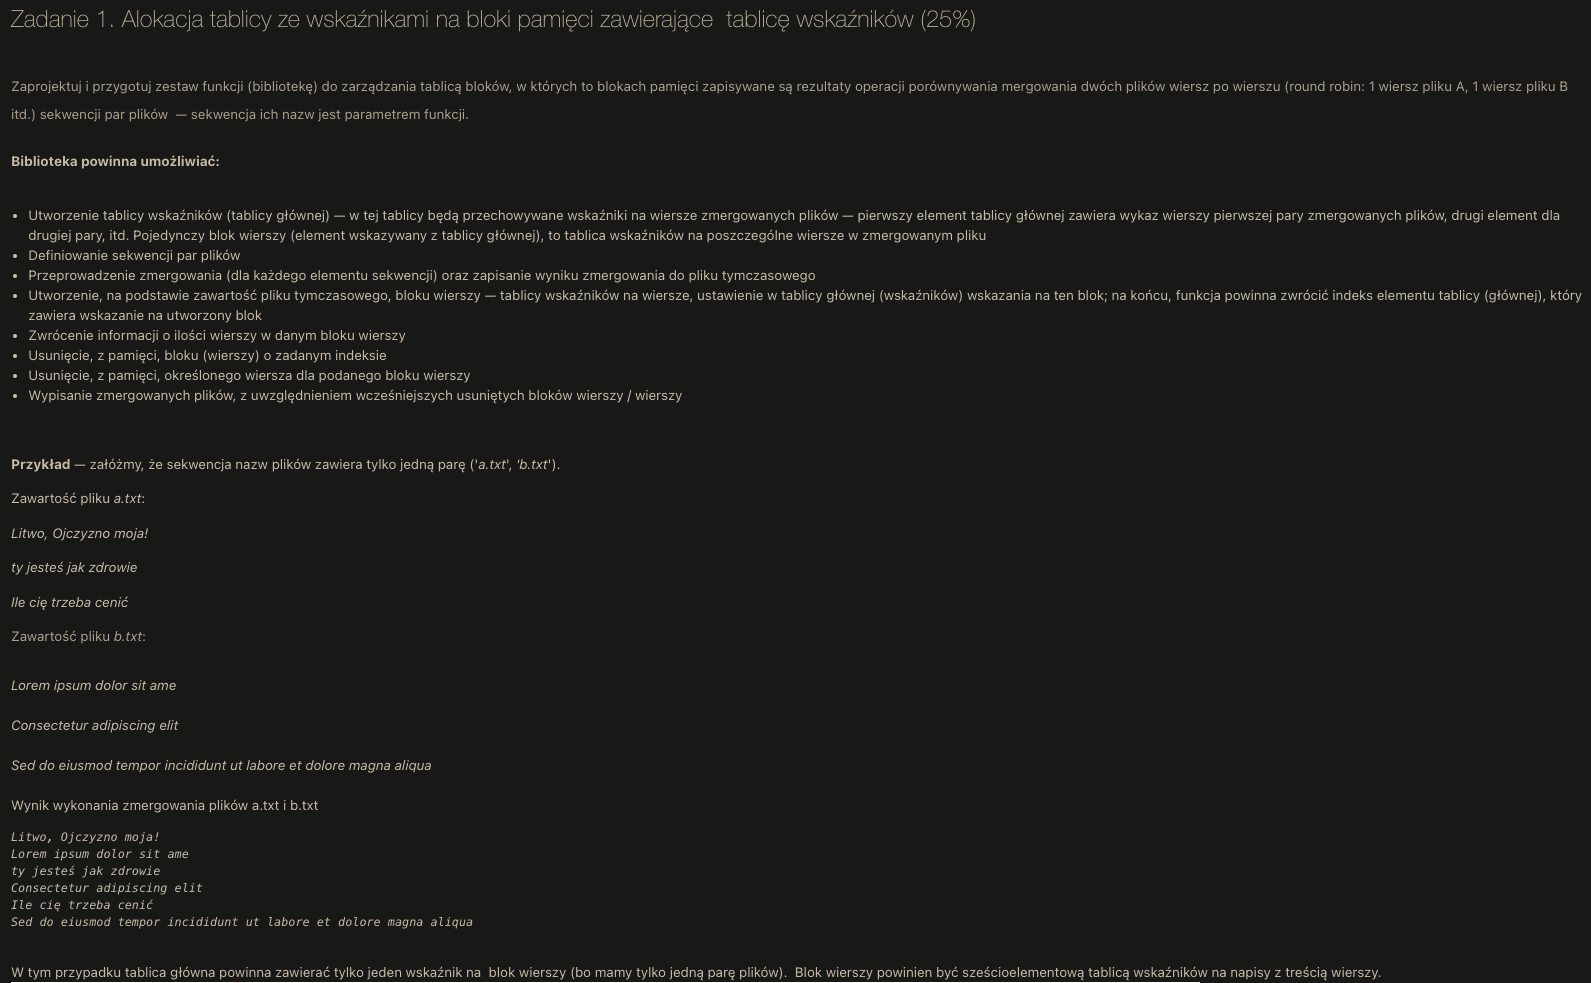 Zadanie 1. Alokacja tablicy ze wskaźnikami na bloki pamięci zawierające  tablicę wskaźników (25%)
Zaprojektuj i przygotuj zestaw funkcji (bibliotekę) do zarządzania tablicą bloków, w których to blokach pamięci zapisywane są rezultaty operacji porównywania mergowania dwóch plików wiersz po wierszu (round robin: 1 wiersz pliku A, 1 wiersz pliku B
itd.) sekwencji par plików  — sekwencja ich nazw jest parametrem funkcji.
Biblioteka powinna umożliwiać:
• Utworzenie tablicy wskaźników (tablicy głównej) — w tej tablicy będą przechowywane wskaźniki na wiersze zmergowanych plików — pierwszy element tablicy głównej zawiera wykaz wierszy pierwszej pary zmergowanych plików, drugi element dla
drugiej pary, itd. Pojedynczy blok wierszy (element wskazywany z tablicy głównej), to tablica wskaźników na poszczególne wiersze w zmergowanym pliku
• Definiowanie sekwencji par plików
• Przeprowadzenie zmergowania (dla każdego elementu sekwencji) oraz zapisanie wyniku zmergowania do pliku tymczasowego
• Utworzenie, na podstawie zawartość pliku tymczasowego, bloku wierszy — tablicy wskaźników na wiersze, ustawienie w tablicy głównej (wskaźników) wskazania na ten blok; na końcu, funkcja powinna zwrócić indeks elementu tablicy (głównej), który
zawiera wskazanie na utworzony blok
• Zwrócenie informacji o ilości wierszy w danym bloku wierszy
• Usunięcie, z pamięci, bloku (wierszy) o zadanym indeksie
• Usunięcie, z pamięci, określonego wiersza dla podanego bloku wierszy
• Wypisanie zmergowanych plików, z uwzględnieniem wcześniejszych usuniętych bloków wierszy / wierszy
Przykład — załóżmy, że sekwencja nazw plików zawiera tylko jedną parę ('a.txt', 'b.txt').
Zawartość pliku a.txt:
Litwo, Ojczyzno moja!
ty jesteś jak zdrowie
Ile cię trzeba cenić
Zawartość pliku b.txt:
Lorem ipsum dolor sit ame
Consectetur adipiscing elit
Sed do eiusmod tempor incididunt ut labore et dolore magna aliqua
Wynik wykonania zmergowania plików a.txt i b.txt
Litwo, Ojczyzno moja!
Lorem ipsum dolor sit ame
ty jesteś jak zdrowie
Consectetur adipiscing elit
Ile cię trzeba cenić
Sed do eiusmod tempor incididunt ut labore et dolore magna aliqua
W tym przypadku tablica główna powinna zawierać tylko jeden wskaźnik na  blok wierszy (bo mamy tylko jedną parę plików).  Blok wierszy powinien być sześcioelementową tablicą wskaźników na napisy z treścią wierszy.